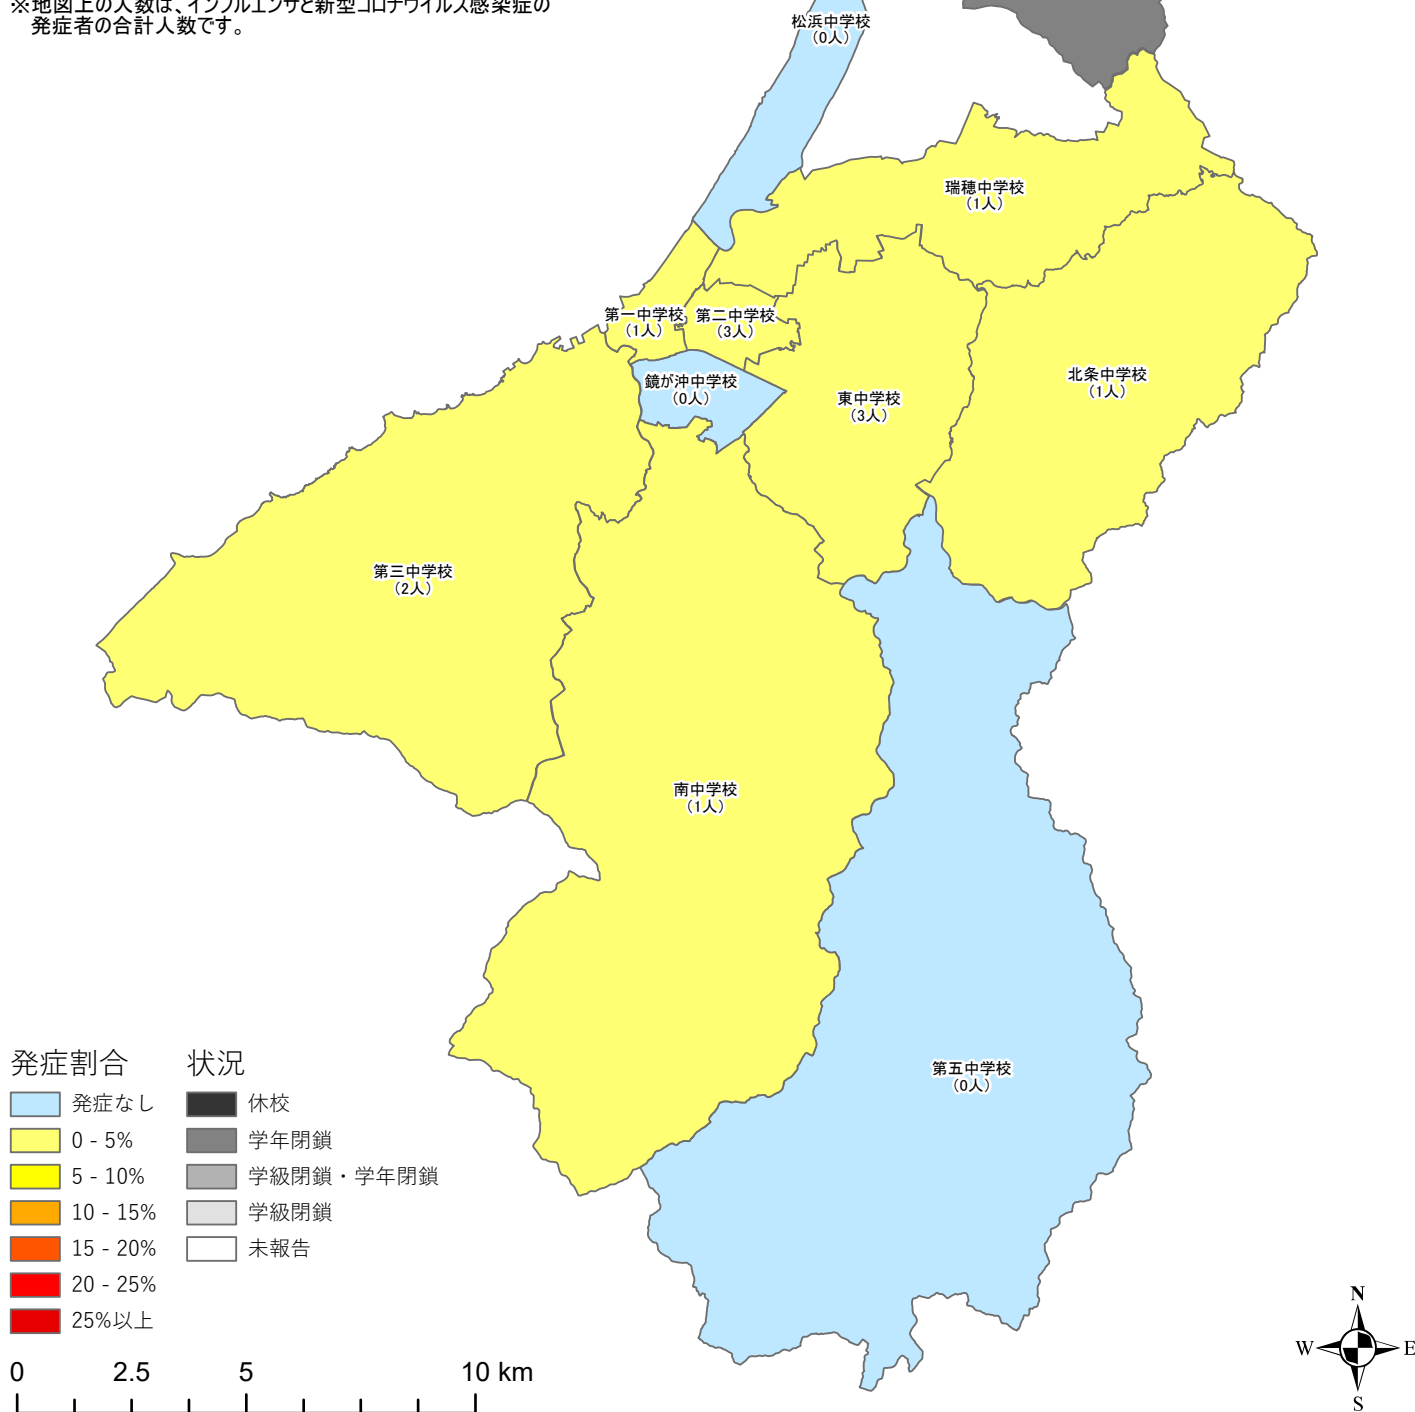 ※地図上の人数は、インフルエンザと新型コロナウイルス感染症の
発症者の合計人数です。
松浜中学校
(0人)
瑞穂中学校
(1人)
第一中学校
(1人)
第二中学校
(3人)
鏡が沖中学校
(0人)
東中学校
(3人)
北条中学校
(1人)
第三中学校
(2人)
南中学校
(1人)
第五中学校
(0人)
発症割合
発症なし
0 - 5%
5 - 10%
10 - 15%
15 - 20%
20 - 25%
25%以上
状況
休校
学年閉鎖
学級閉鎖・学年閉鎖
学級閉鎖
未報告
0 2.5 5 10 km
N
W E
S